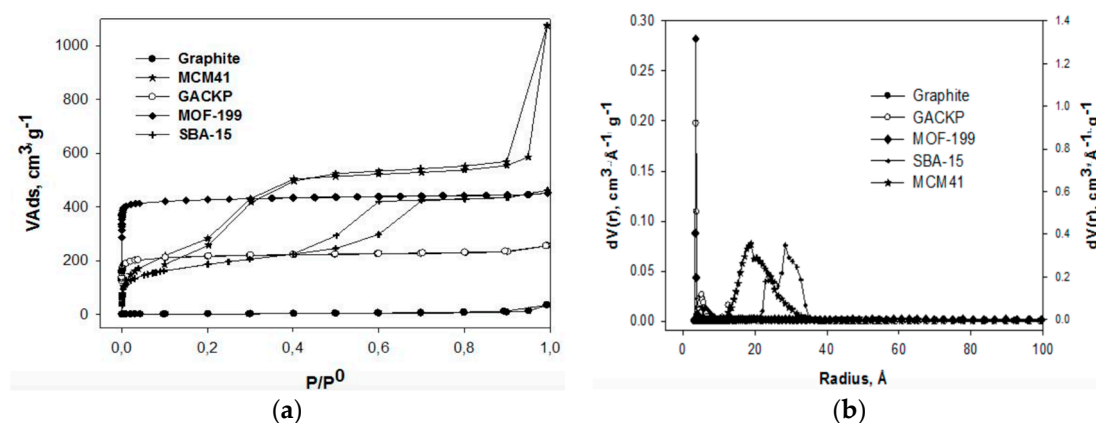 1000
800
600
400
200
0
VAds, cm3/g-1
Graphite
MCM41
GACKP
MOF-199
SBA-15
0,0 0,2 0,4 0,6 0,8 1,0
P/P0
(a)
0.30
0.25
0.20
0.15
0.10
0.05
0.00
dV(r), cm3,/Å-1, g-1
Graphite
GACKP
MOF-199
SBA-15
MCM41
1.4
1.2
1.0
0.8
0.6
0.4
0.2
0.0
0 20 40 60 80 100
Radius, Å
(b)